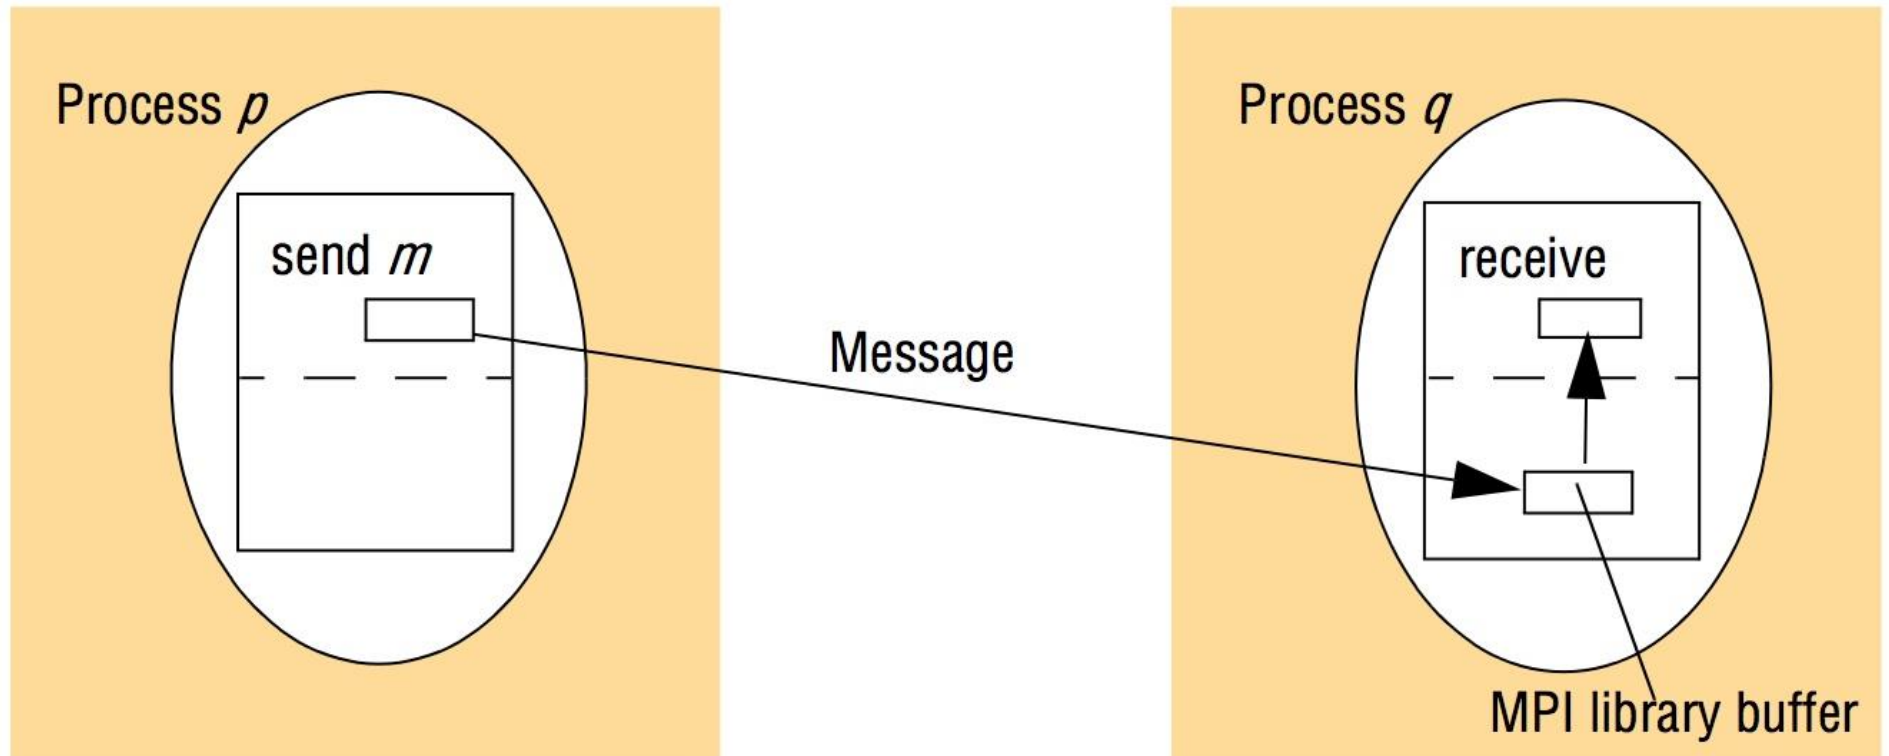 Process p
Process q
send m
receive
Message
MPI library buffer